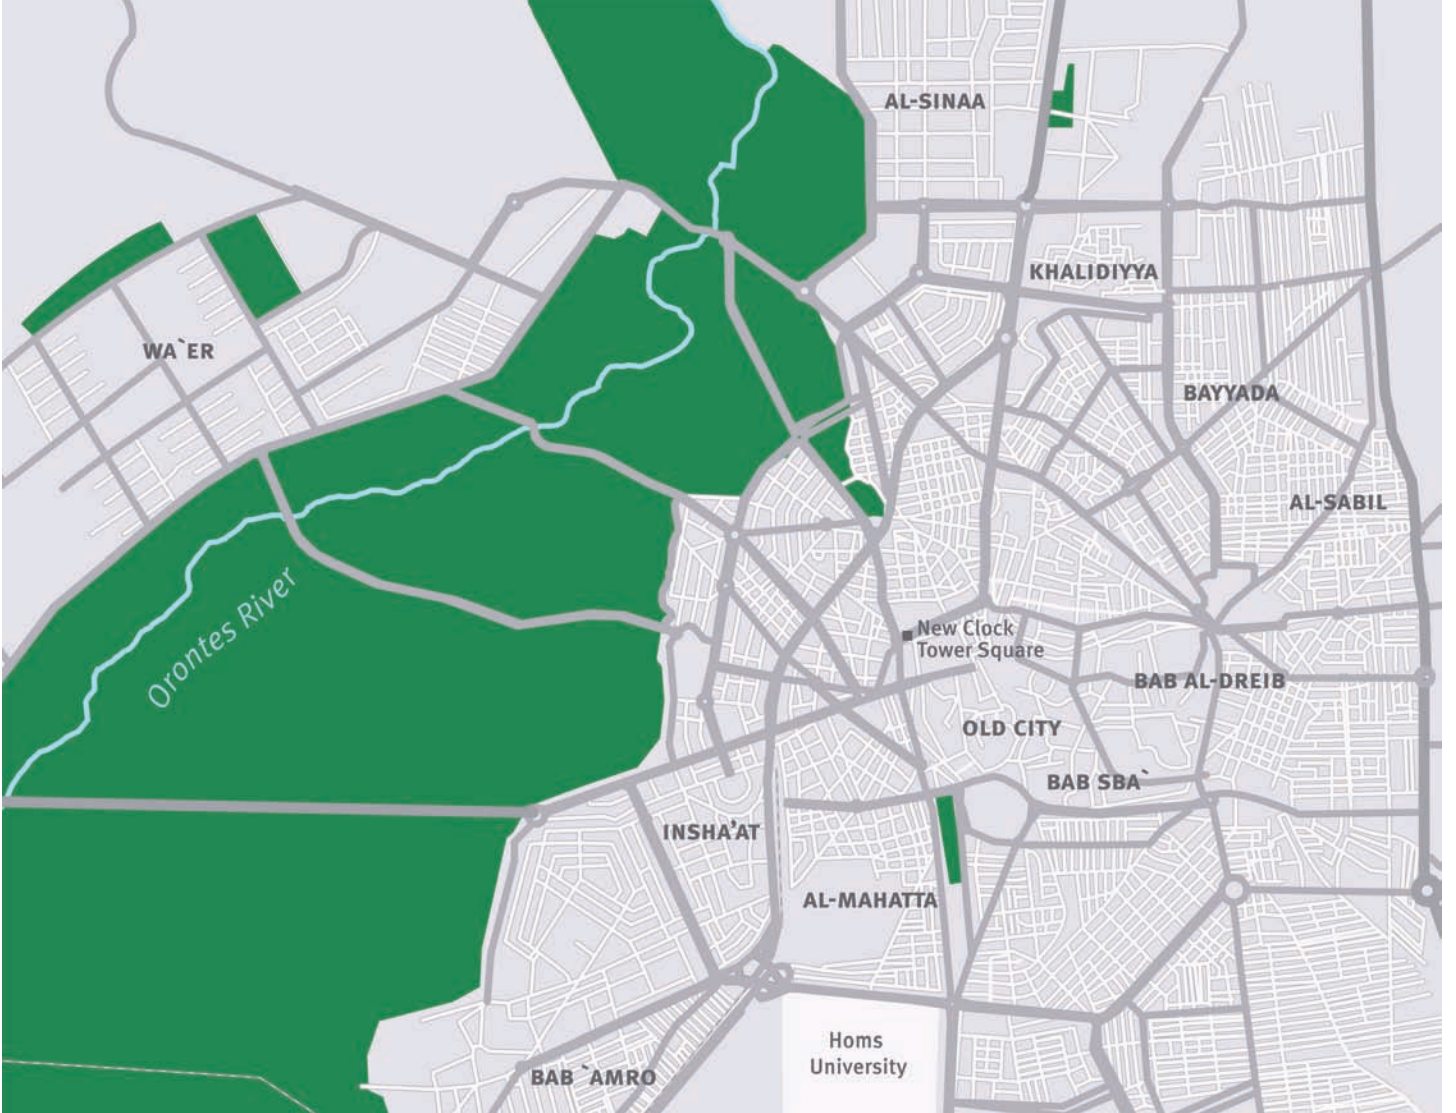 AL-SINAA
KHALIDIYYA
WA`ER
BAYYADA
AL-SABIL
Orontes River
New Clock
Tower Square
BAB AL-DREIB
OLD CITY
BAB SBA`
INSHA’AT
AL-MAHATTA
Homs
University
BAB `AMRO